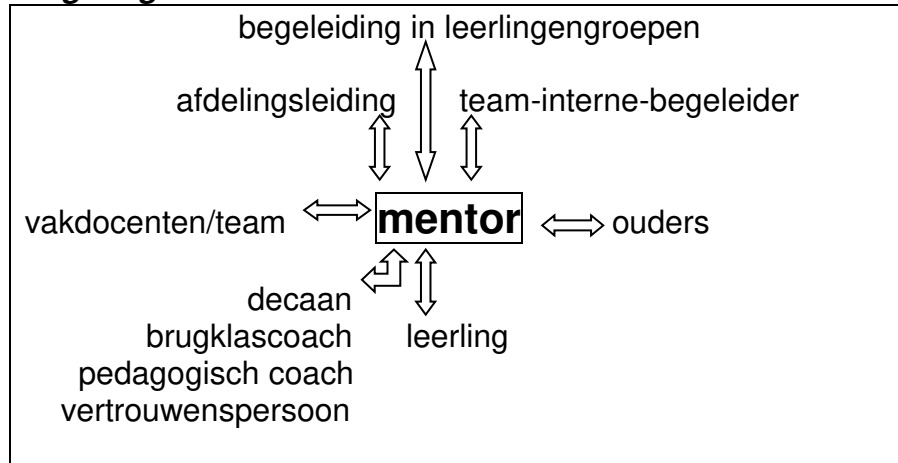 begeleiding in leerlingengroepen
afdelingsleiding team-interne-begeleider
vakdocenten/team mentor ouders
decaan
brugklascoach leerling
pedagogisch coach
vertrouwenspersoon